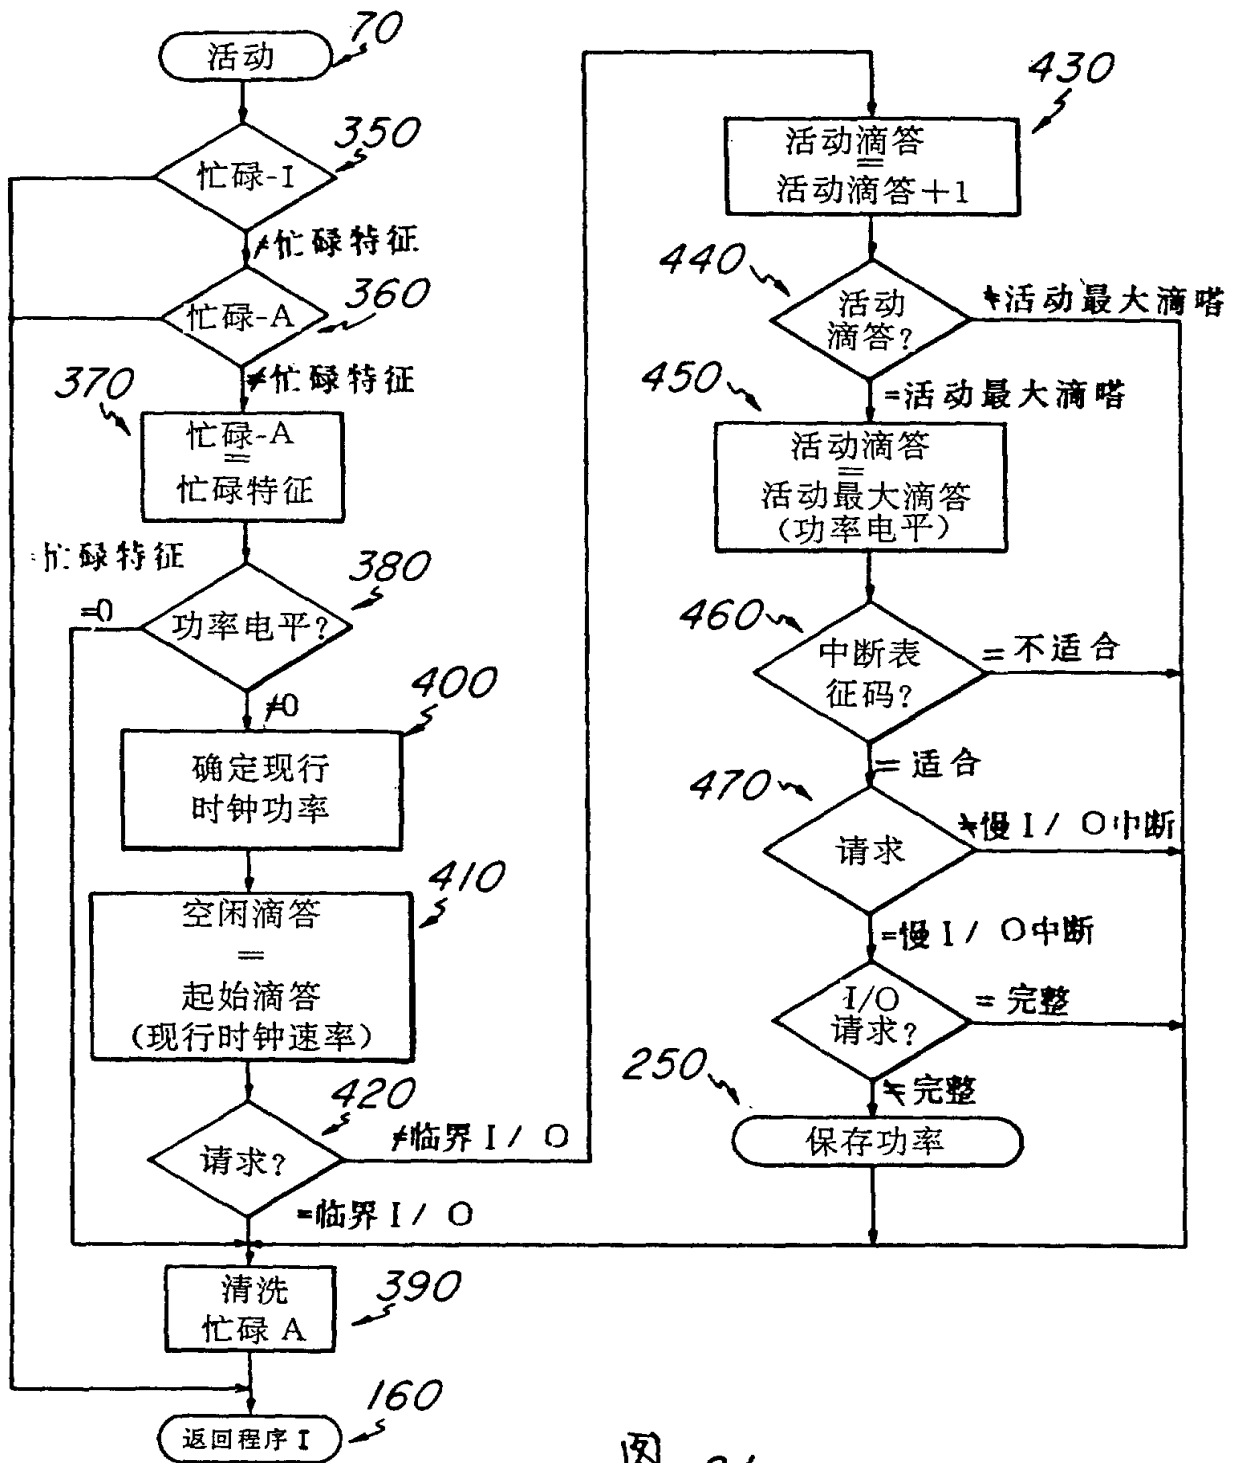 活动
70
忙碌-I
350
≠忙碌特征
忙碌-A
360
≠忙碌特征
370
忙碌-A
=
忙碌特征
忙碌特征
功率电平?
380
=0
≠0
400
确定现行
时钟功率
410
空闲滴答
=
起始滴答
(现行时钟速率)
420
请求?
≠临界 I / O
=临界 I / O
清洗
忙碌 A
390
返回程序 I
160
430
活动滴答
=
活动滴答+1
440
活动
滴答?
≠活动最大滴嗒
=活动最大滴嗒
450
活动滴答
=
活动最大滴答
(功率电平)
460
中断表
征码?
= 不适合
= 适合
470
请求
≠慢 I / O中断
=慢 I / O中断
I/O
请求?
= 完整
≠ 完整
250
保存功率
图